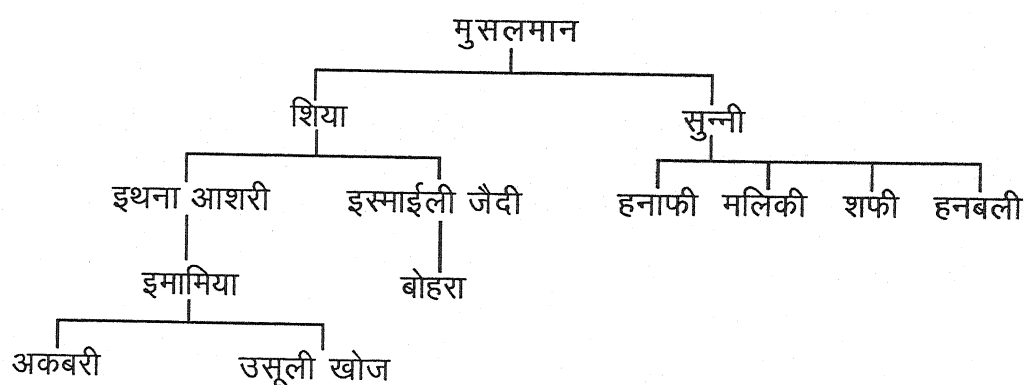 मुसलमान
शिया सुन्नी
इथना आशरी इस्माईली जैदी हनाफी मलिकी शफी हनबली
इमामिया बोहरा
अकबरी उसूली खोज